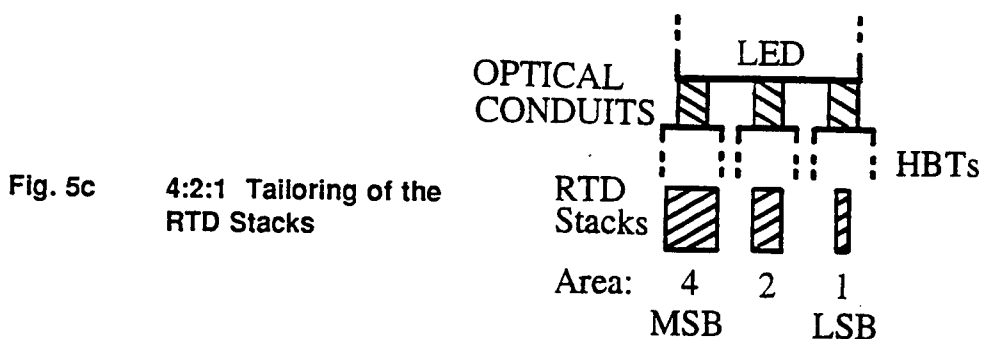 LED
OPTICAL
CONDUITS
HBTs
Fig. 5c 4:2:1 Tailoring of the
RTD Stacks
RTD
Stacks
Area: 4 2 1
MSB LSB